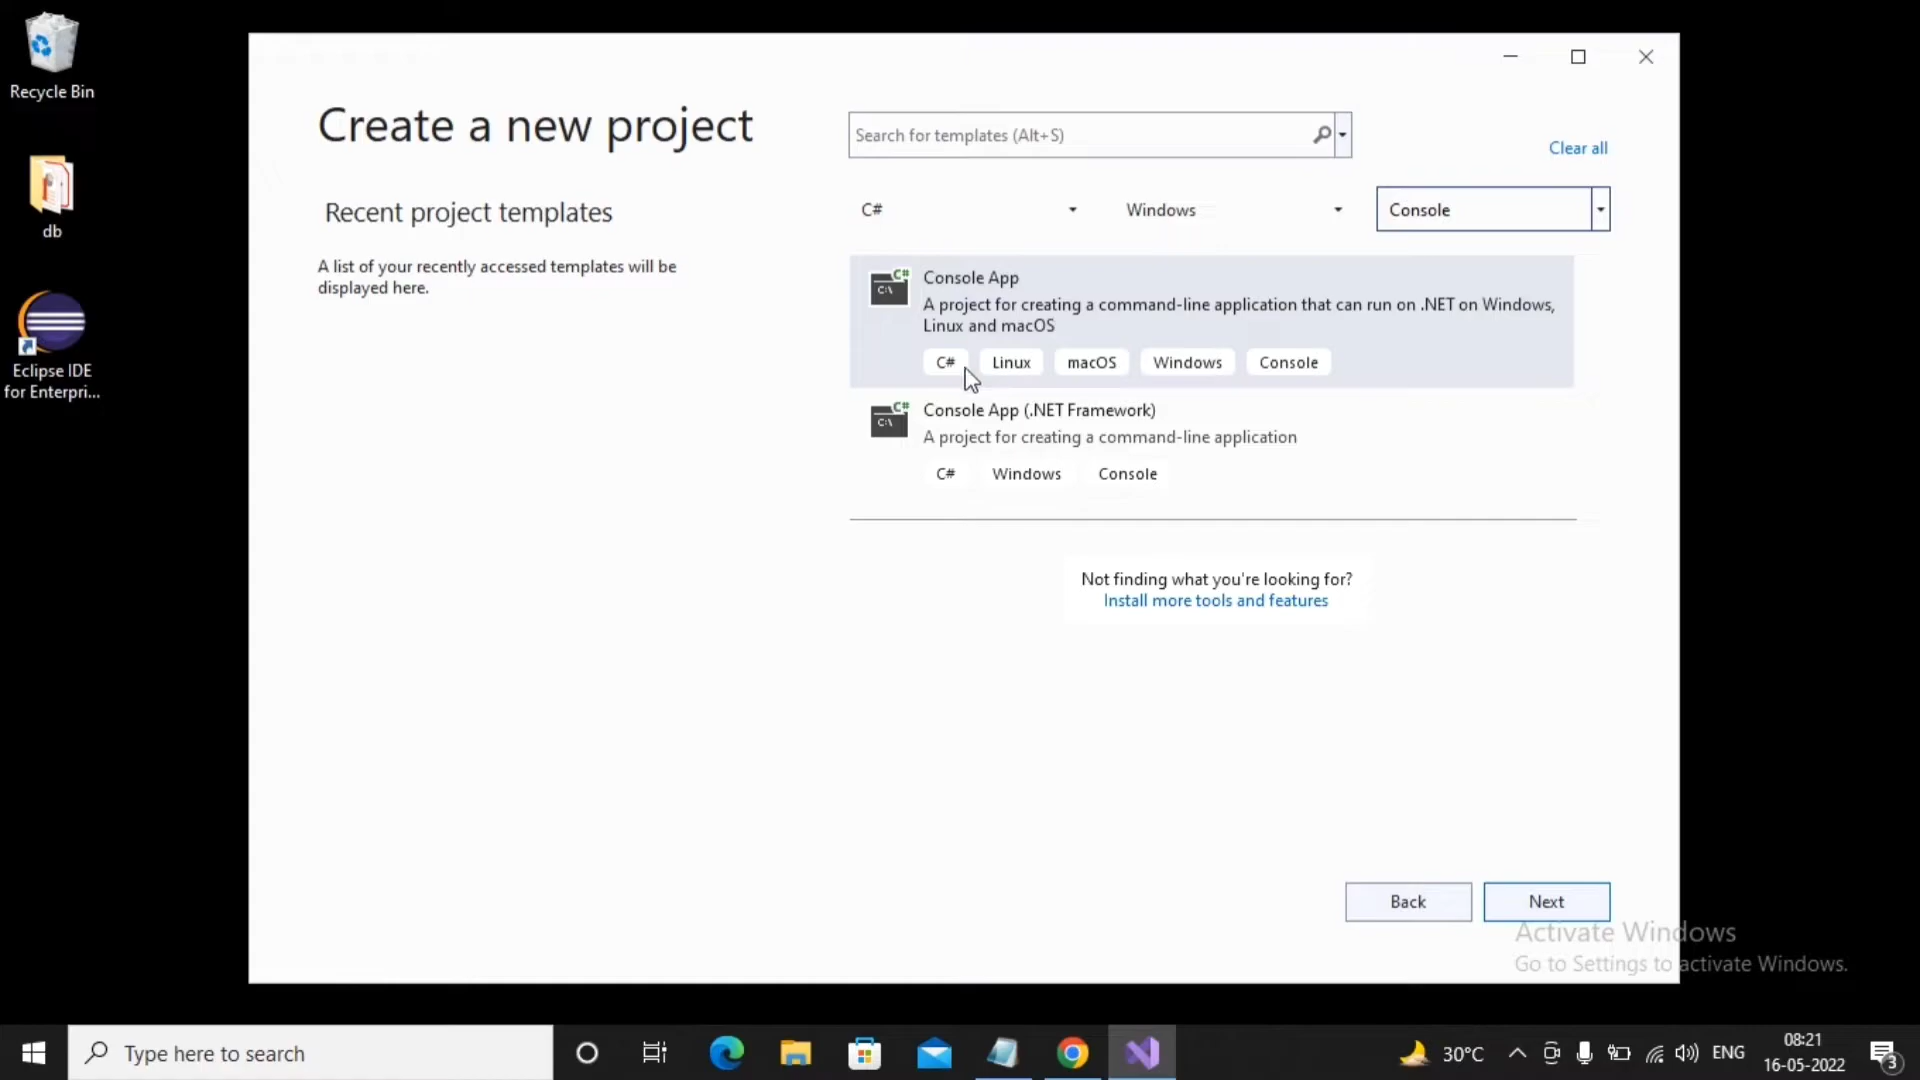 Recycle Bin
db
Eclipse IDE
for Enterpri...
Create a new project
Search for templates (Alt+S)
Clear all
Recent project templates
A list of your recently accessed templates will be
displayed here.
C#
Windows
Console
C#
C:\
Console App
A project for creating a command-line application that can run on .NET on Windows,
Linux and macOS
C# Linux macOS Windows Console
C#
C:\
Console App (.NET Framework)
A project for creating a command-line application
C# Windows Console
Not finding what you're looking for?
Install more tools and features
Back
Next
Activate Windows
Go to Settings to activate Windows.
Type here to search
30°C
ENG
08:21
16-05-2022
3